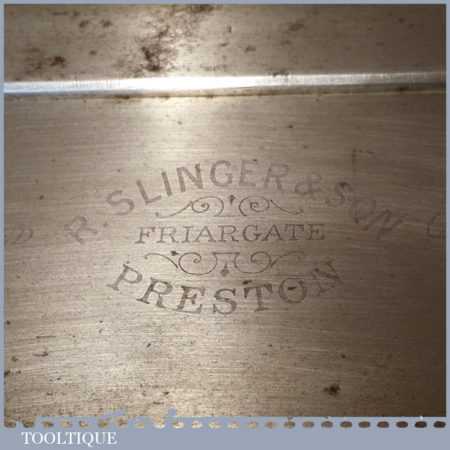 R. SLINGER & SON
FRIARGATE
PRESTON
TOOLTIQUE